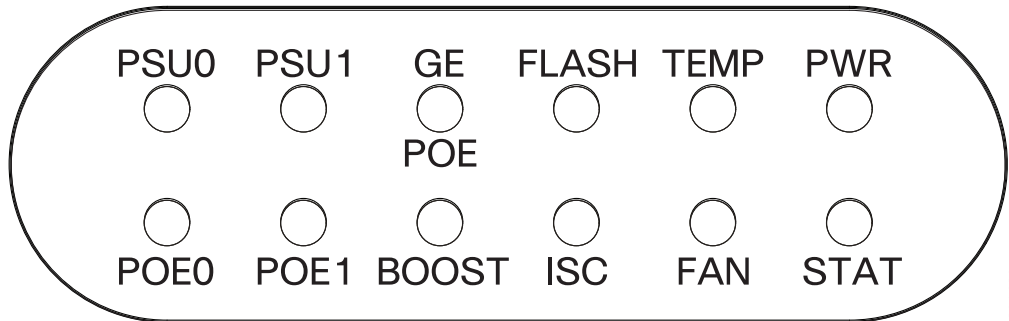 PSU0 PSU1 GE FLASH TEMP PWR
POE
POE0 POE1 BOOST ISC FAN STAT